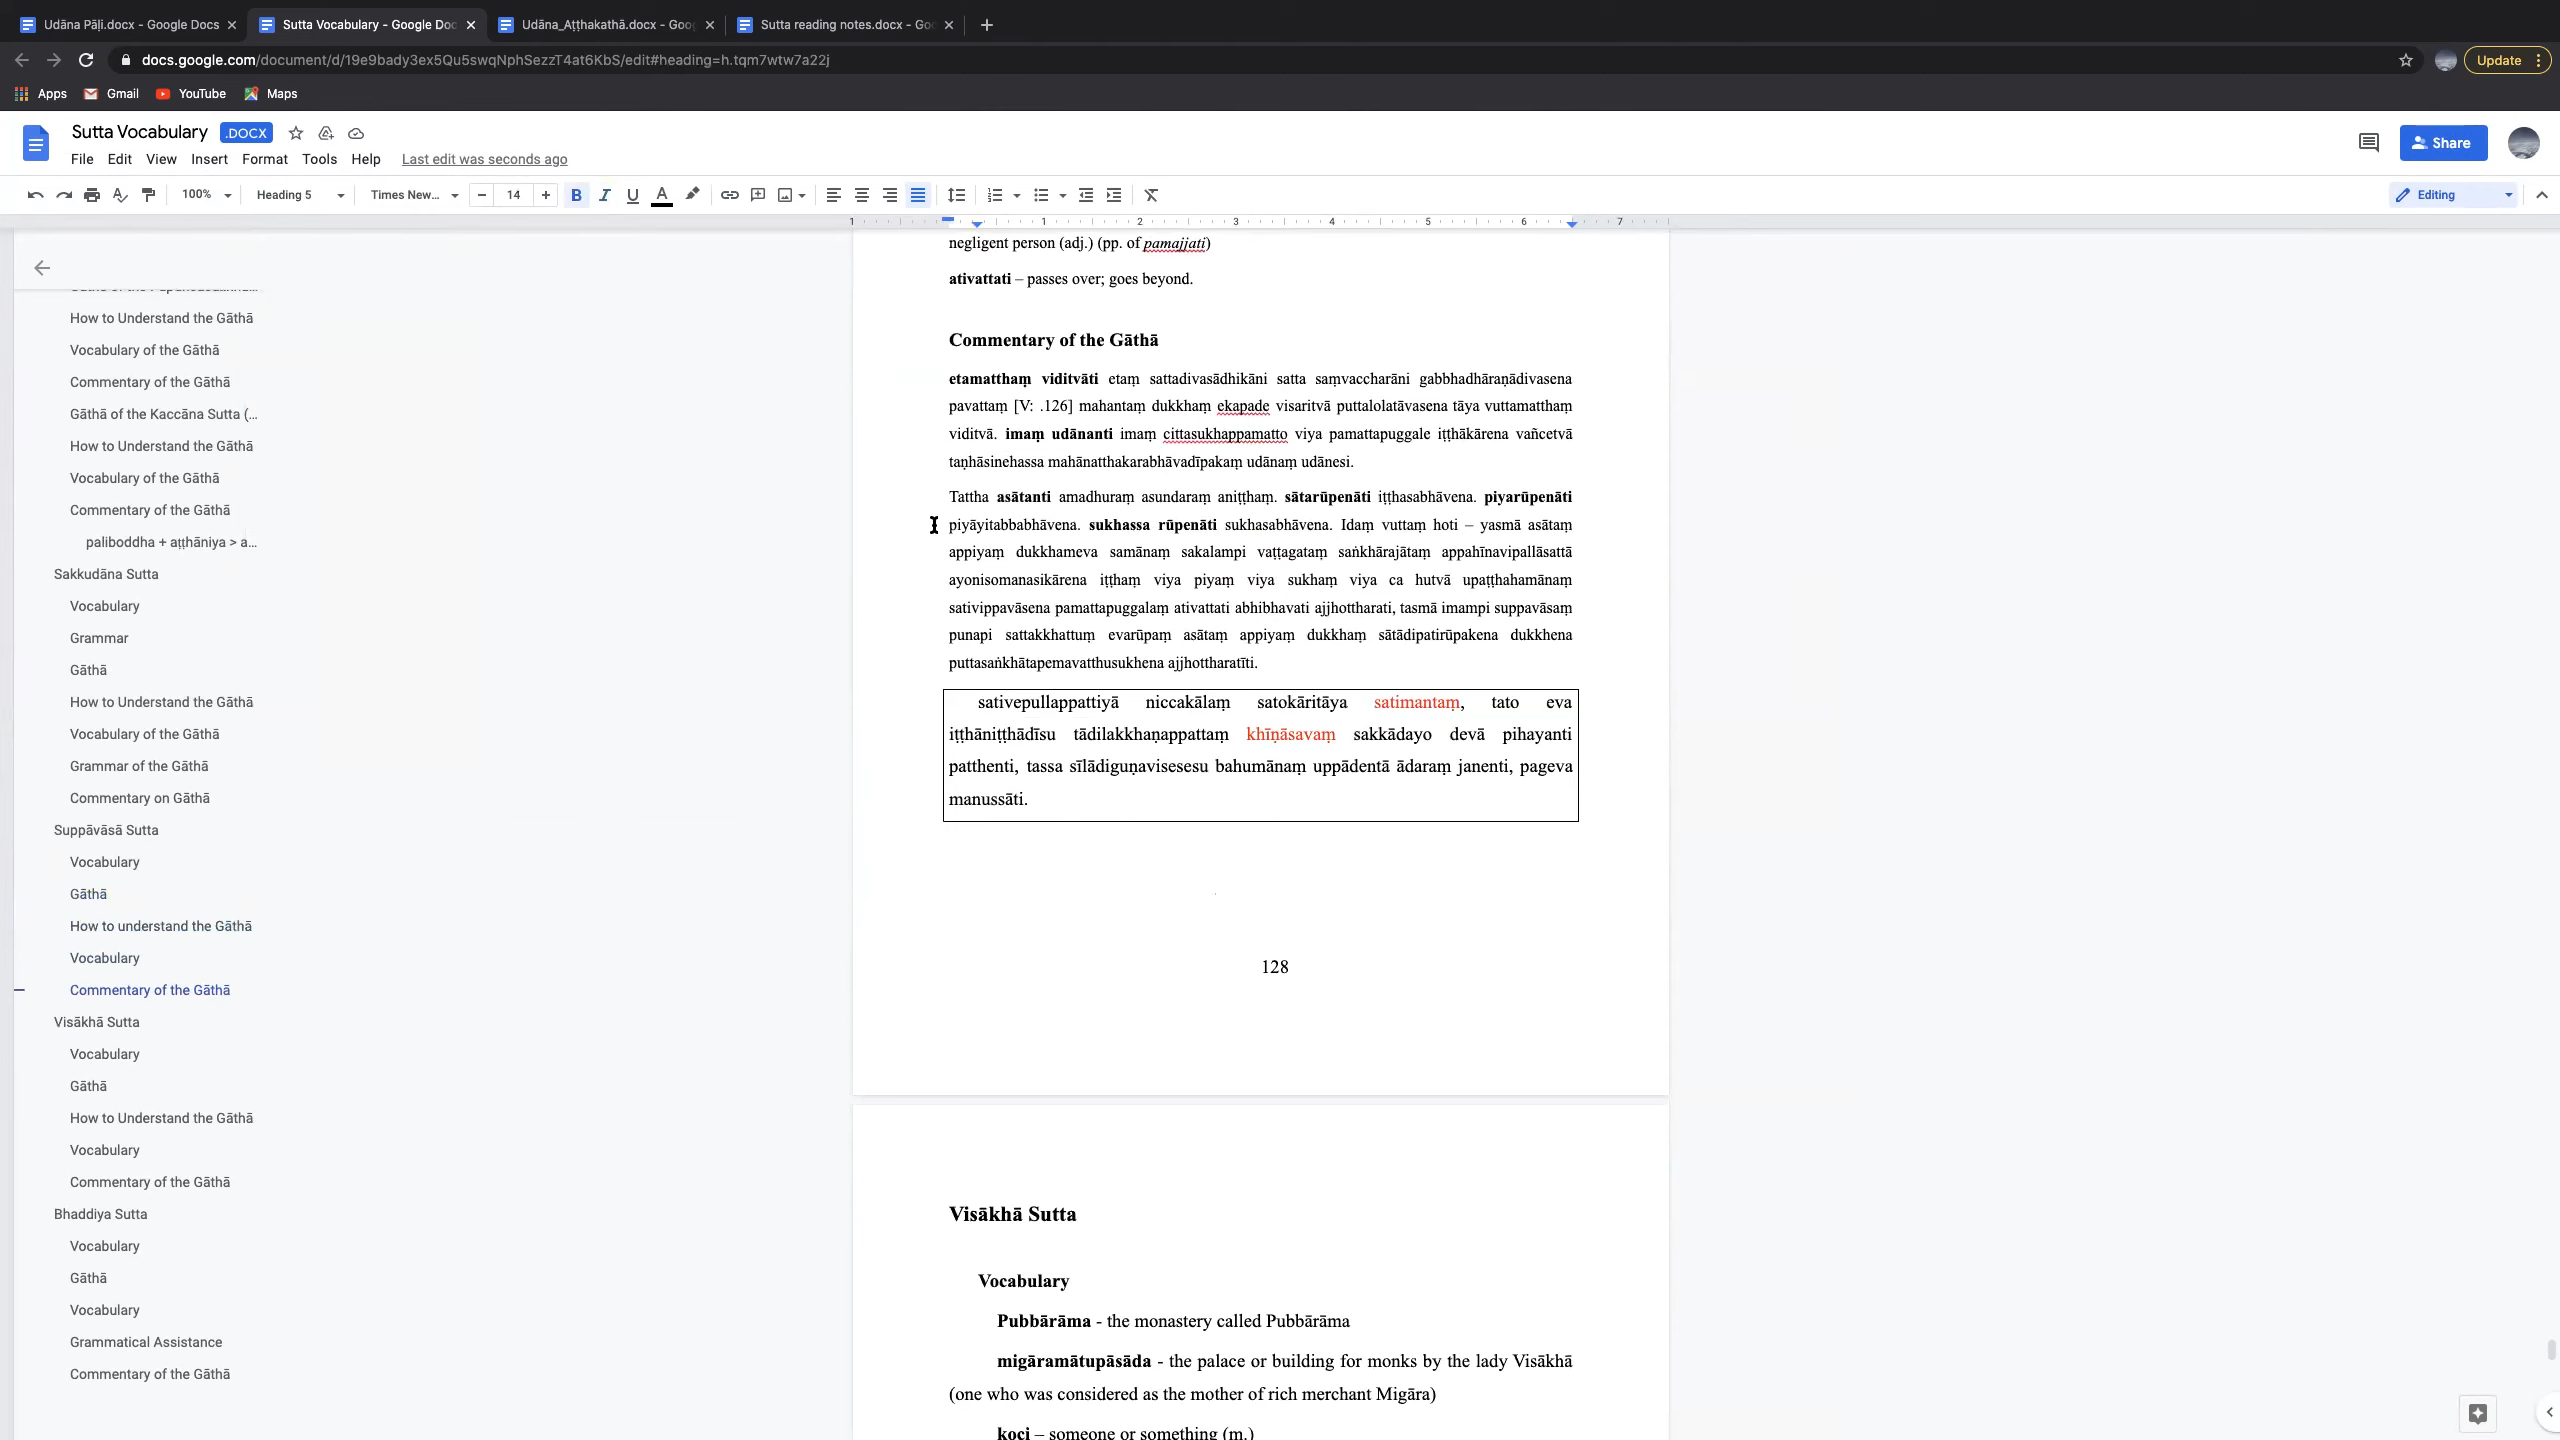 Udāna Pāḷi.docx - Google Docs
Sutta Vocabulary - Google Doc
Udāna_Aṭṭhakathā.docx - Goog
Sutta reading notes.docx - Goo
docs.google.com/document/d/19e9bady3ex5Qu5swqNphSezzT4at6KbS/edit#heading=h.tqm7wtw7a22j
Update
Apps
Gmail
YouTube
Maps
Sutta Vocabulary .DOCX
File Edit View Insert Format Tools Help Last edit was seconds ago
Share
100% Heading 5 Times New... 14 Editing
1 1 2 3 4 5 6 7
How to Understand the Gāthā
Vocabulary of the Gāthā
Commentary of the Gāthā
Gāthā of the Kaccāna Sutta (...
How to Understand the Gāthā
Vocabulary of the Gāthā
Commentary of the Gāthā
paliboddha + aṭṭhāniya > a...
Sakkudāna Sutta
Vocabulary
Grammar
Gāthā
How to Understand the Gāthā
Vocabulary of the Gāthā
Grammar of the Gāthā
Commentary on Gāthā
Suppāvāsā Sutta
Vocabulary
Gāthā
How to understand the Gāthā
Vocabulary
Commentary of the Gāthā
Visākhā Sutta
Vocabulary
Gāthā
How to Understand the Gāthā
Vocabulary
Commentary of the Gāthā
Bhaddiya Sutta
Vocabulary
Gāthā
Vocabulary
Grammatical Assistance
Commentary of the Gāthā
negligent person (adj.) (pp. of pamajjati)
ativattati – passes over; goes beyond.
Commentary of the Gāthā
etamatthaṃ viditvāti etaṃ sattadivasādhikāni satta saṃvaccharāni gabbhadhāraṇādivasena
pavattaṃ [V: .126] mahantaṃ dukkhaṃ ekapade visaritvā puttalolatāvasena tāya vuttamatthaṃ
viditvā. imaṃ udānanti imaṃ cittasukhappamatto viya pamattapuggale iṭṭhākārena vañcetvā
taṇhāsinehassa mahānatthakarabhāvadīpakaṃ udānaṃ udānesi.
Tattha asātanti amadhuraṃ asundaraṃ aniṭṭhaṃ. sātarūpenāti iṭṭhasabhāvena. piyarūpenāti
piyāyitabbabhāvena. sukhassa rūpenāti sukhasabhāvena. Idaṃ vuttaṃ hoti – yasmā asātaṃ
appiyaṃ dukkhameva samānaṃ sakalampi vaṭṭagataṃ saṅkhārajātaṃ appahīnavipallāsattā
ayonisomanasikārena iṭṭhaṃ viya piyaṃ viya sukhaṃ viya ca hutvā upaṭṭhahamānaṃ
sativippavāsena pamattapuggalaṃ ativattati abhibhavati ajjhottharati, tasmā imampi suppavāsaṃ
punapi sattakkhattuṃ evarūpaṃ asātaṃ appiyaṃ dukkhaṃ sātādipatirūpakena dukkhena
puttasaṅkhātapemavatthusukhena ajjhottharatīti.
sativepullappattiyā niccakālaṃ satokāritāya satimantaṃ, tato eva
iṭṭhāniṭṭhādīsu tādilakkhaṇappattaṃ khīṇāsavaṃ sakkādayo devā pihayanti
patthenti, tassa sīlādiguṇavisesesu bahumānaṃ uppādentā ādaraṃ janenti, pageva
manussāti.
128
Visākhā Sutta
Vocabulary
Pubbārāma - the monastery called Pubbārāma
migāramātupāsāda - the palace or building for monks by the lady Visākhā
(one who was considered as the mother of rich merchant Migāra)
koci – someone or something (m.)